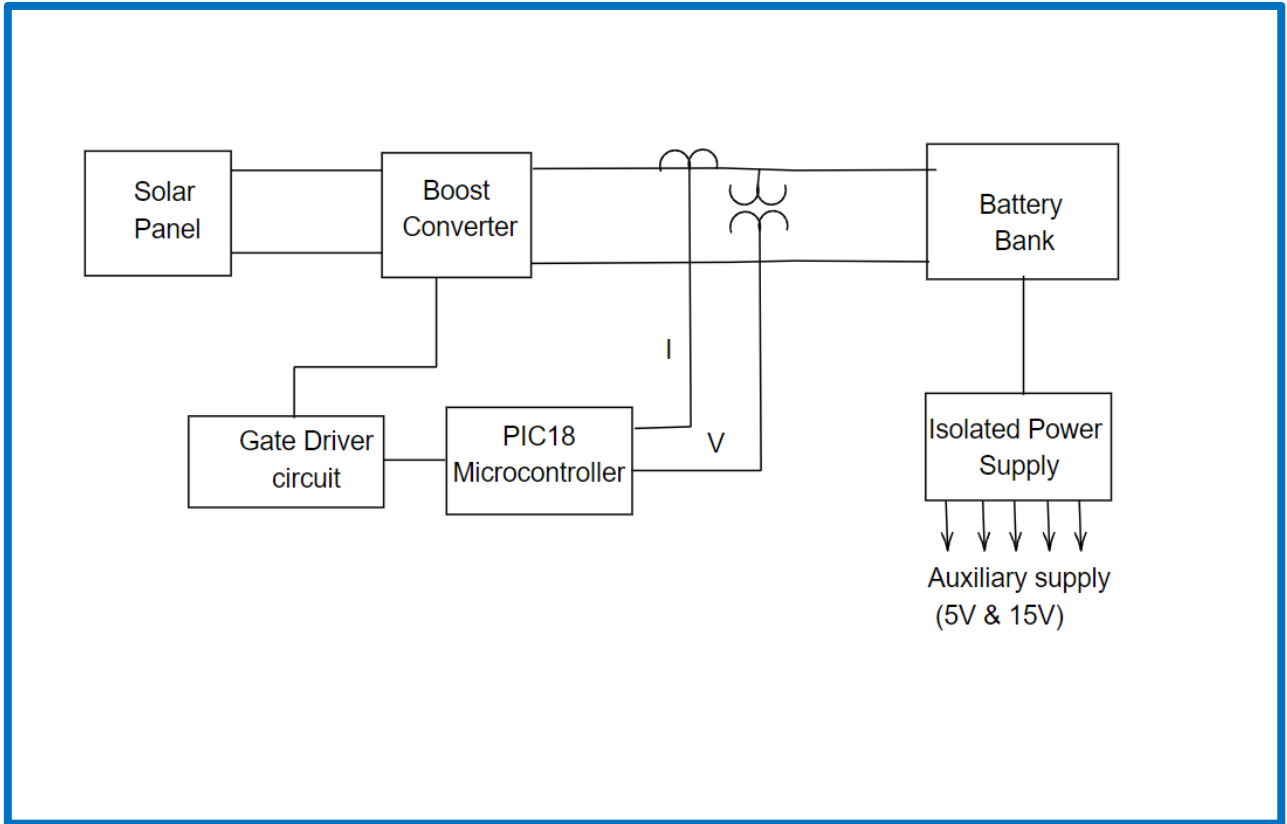 Solar
Panel
Boost
Converter
Battery
Bank
I
V
Gate Driver
circuit
PIC18
Microcontroller
Isolated Power
Supply
Auxiliary supply
(5V & 15V)